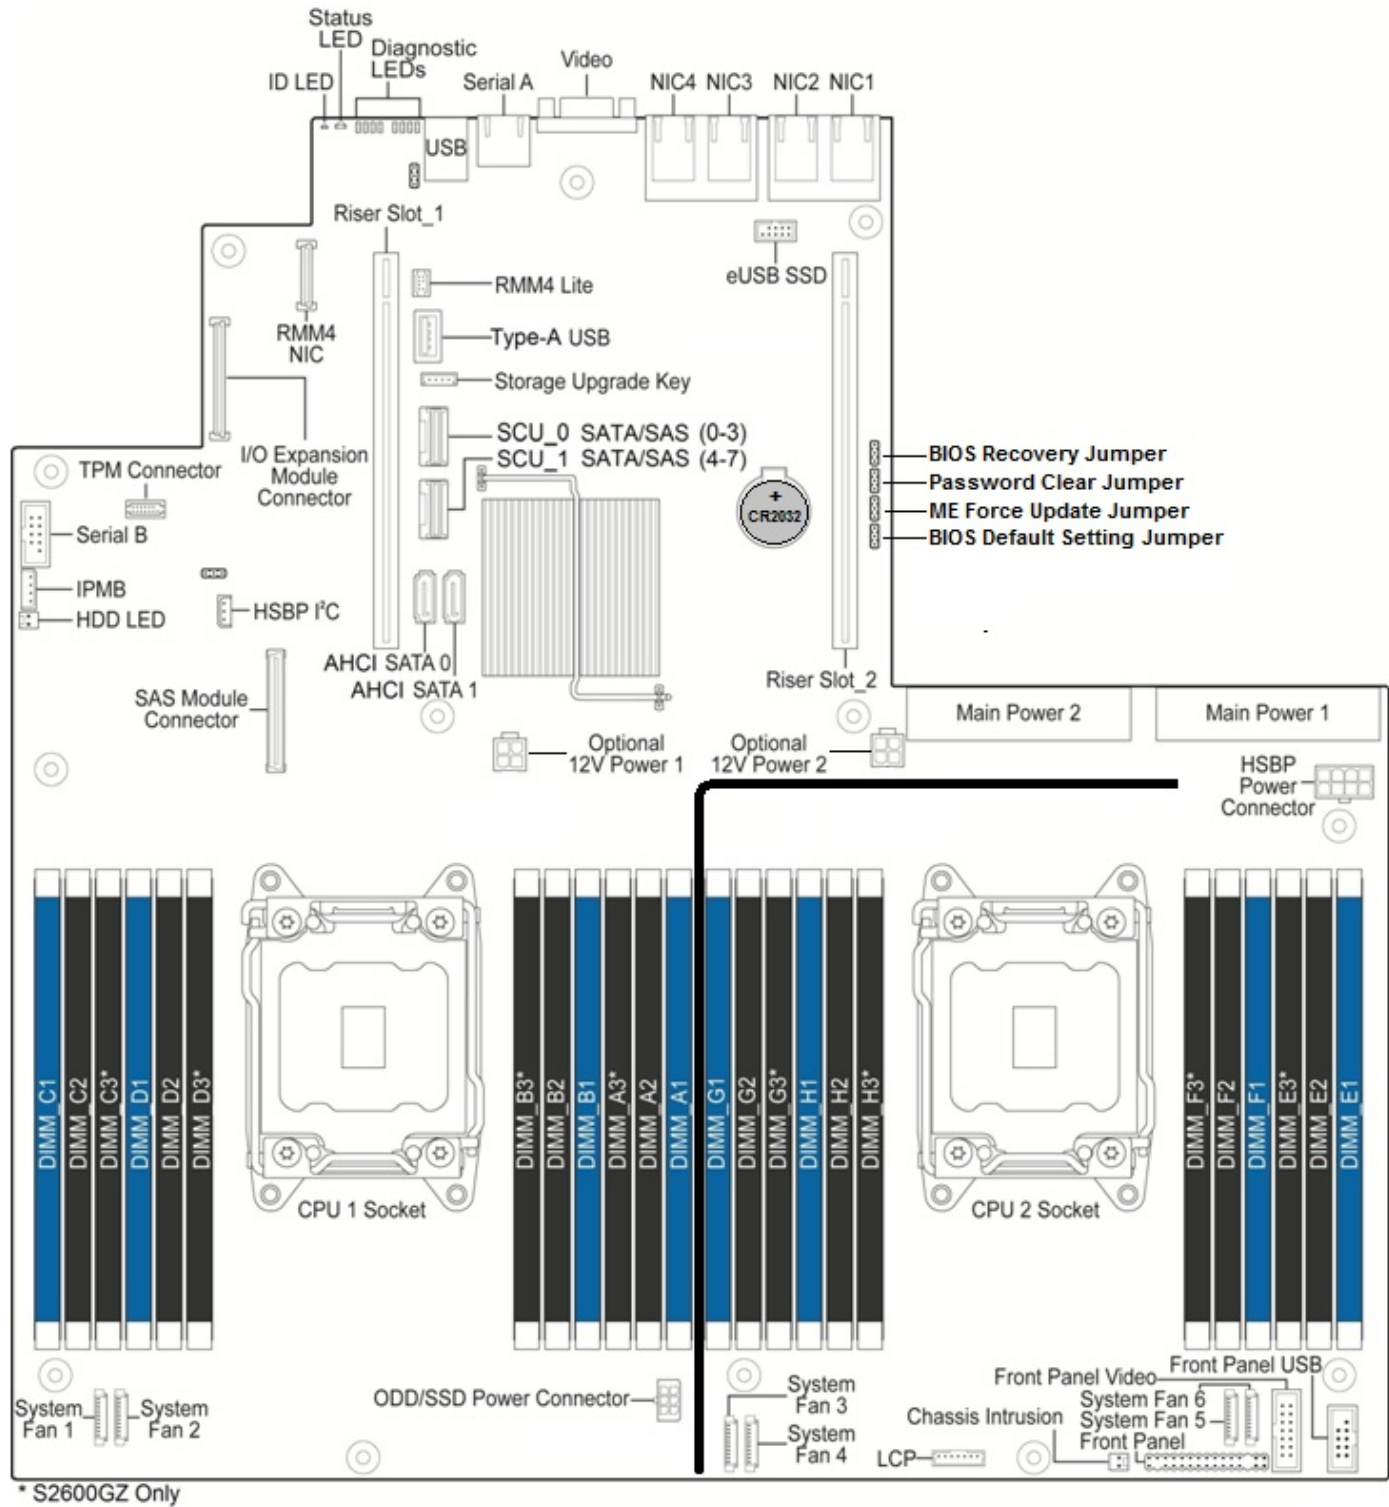 Status
LED
Diagnostic
LEDs
ID LED
Serial A
Video
NIC4 NIC3
NIC2 NIC1
USB
Riser Slot_1
eUSB SSD
RMM4 Lite
RMM4
NIC
Type-A USB
Storage Upgrade Key
SCU_0 SATA/SAS (0-3)
SCU_1 SATA/SAS (4-7)
I/O Expansion
Module
Connector
TPM Connector
Serial B
IPMB
HDD LED
HSBP I²C
+
CR2032
BIOS Recovery Jumper
Password Clear Jumper
ME Force Update Jumper
BIOS Default Setting Jumper
AHCI SATA 0
AHCI SATA 1
SAS Module
Connector
Riser Slot_2
Main Power 2
Main Power 1
Optional
12V Power 1
Optional
12V Power 2
HSBP
Power
Connector
DIMM_C1
DIMM_C2
DIMM_C3*
DIMM_D1
DIMM_D2
DIMM_D3*
CPU 1 Socket
DIMM_B3*
DIMM_B2
DIMM_B1
DIMM_A3*
DIMM_A2
DIMM_A1
DIMM_G1
DIMM_G2
DIMM_G3*
DIMM_H1
DIMM_H2
DIMM_H3*
CPU 2 Socket
DIMM_F3*
DIMM_F2
DIMM_F1
DIMM_E3*
DIMM_E2
DIMM_E1
System
Fan 1
System
Fan 2
ODD/SSD Power Connector
System
Fan 3
System
Fan 4
LCP
Chassis Intrusion
Front Panel Video
Front Panel USB
System Fan 6
System Fan 5
Front Panel
* S2600GZ Only